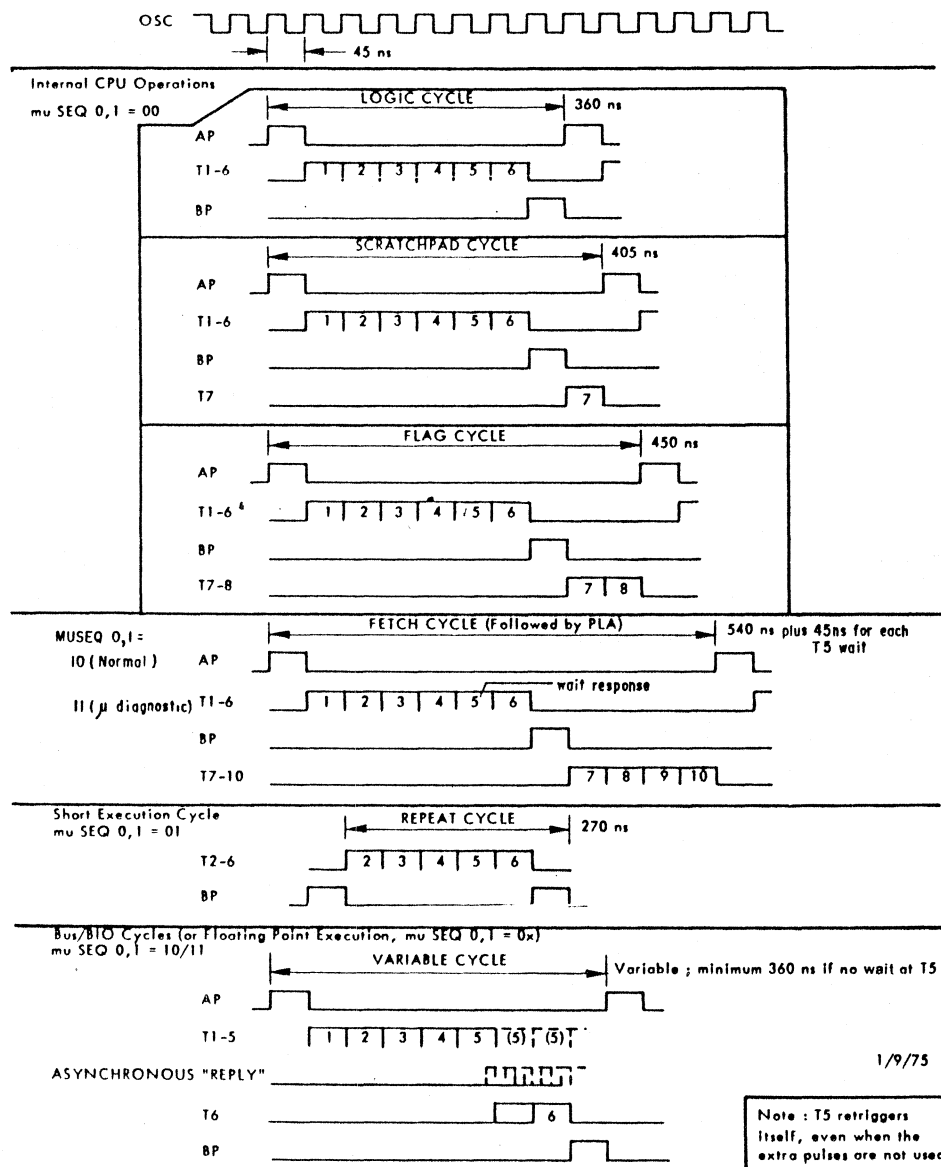 OSC
45 ns
Internal CPU Operations
mu SEQ 0,1 = 00
LOGIC CYCLE
360 ns
AP
T1-6
1 2 3 4 5 6
BP
SCRATCHPAD CYCLE
405 ns
AP
T1-6
1 2 3 4 5 6
BP
T7
7
FLAG CYCLE
450 ns
AP
T1-6
1 2 3 4 5 6
BP
T7-8
7 8
FETCH CYCLE (Followed by PLA)
540 ns plus 45ns for each
T5 wait
MUSEQ 0,1 =
10 (Normal)
AP
wait response
11 (μ diagnostic)
T1-6
1 2 3 4 5 6
BP
T7-10
7 8 9 10
Short Execution Cycle
mu SEQ 0,1 = 01
REPEAT CYCLE
270 ns
T2-6
2 3 4 5 6
BP
Bus/BIO Cycles (or Floating Point Execution, mu SEQ 0,1 = 0x)
mu SEQ 0,1 = 10/11
VARIABLE CYCLE
Variable ; minimum 360 ns if no wait at T5
AP
T1-5
1 2 3 4 5 (5) (5)
ASYNCHRONOUS "REPLY"
1/9/75
T6
6
BP
Note : T5 retriggers
itself, even when the
extra pulses are not used